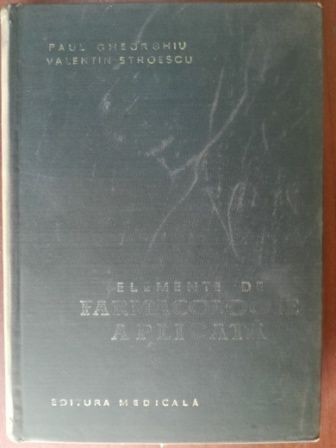 PAUL GHEORGHIU
VALENTIN STROESCU
ELEMENTE DE
FARMACOLOGIE
APLICATĂ
EDITURA MEDICALĂ